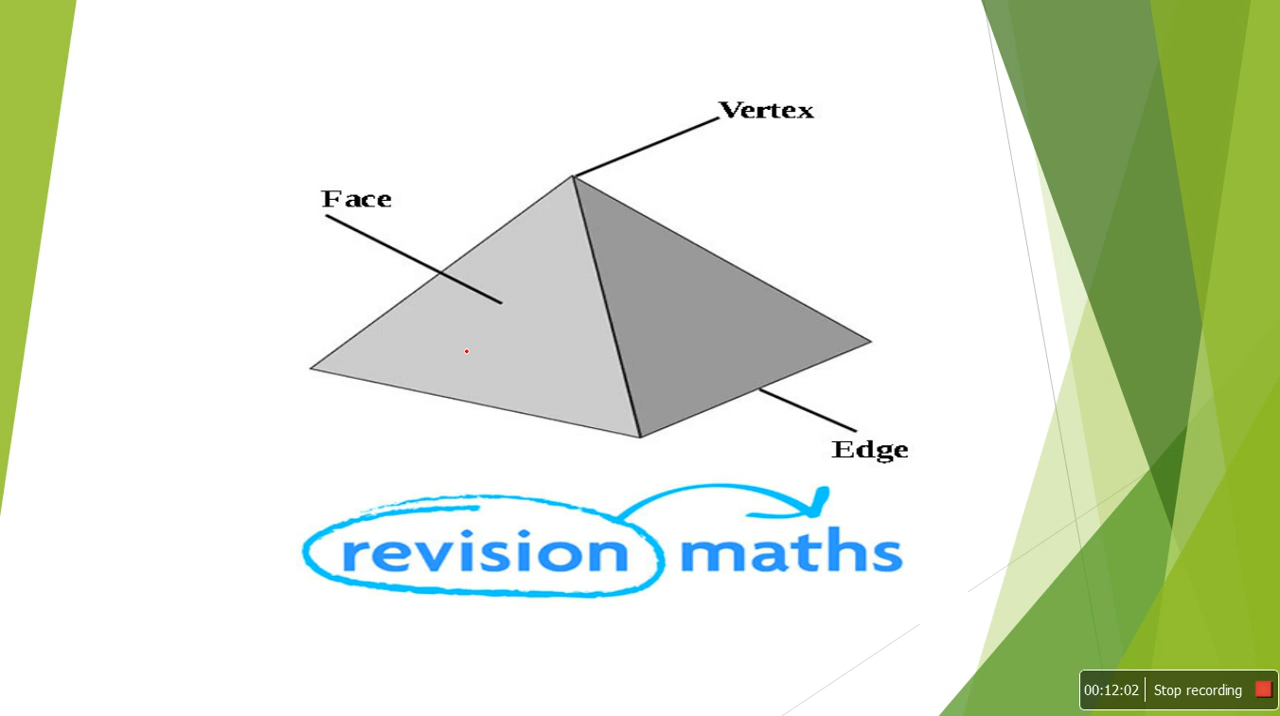 Vertex
Face
Edge
revision maths
00:12:02 Stop recording